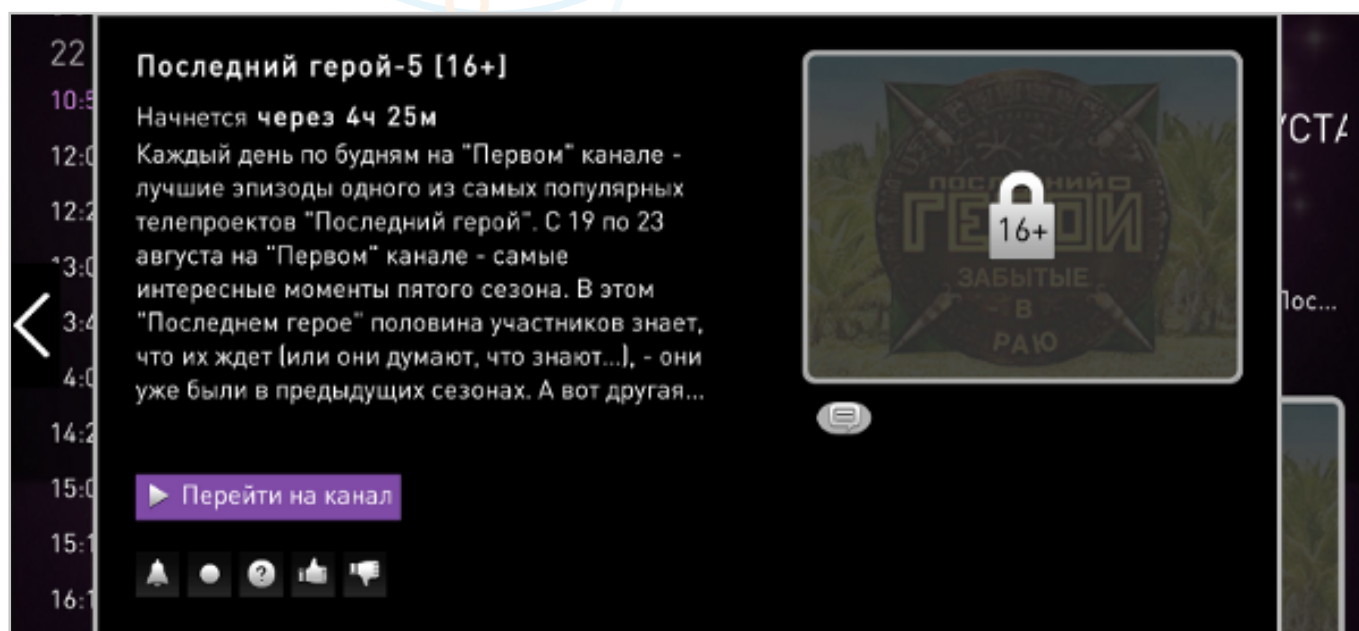 22
10:5
12:0
12:2
13:0
3:4
4:0
14:2
15:0
15:1
16:1
Последний герой-5 [16+]
Начнется через 4ч 25м
Каждый день по будням на "Первом" канале -
лучшие эпизоды одного из самых популярных
телепроектов "Последний герой". С 19 по 23
августа на "Первом" канале - самые
интересные моменты пятого сезона. В этом
"Последнем герое" половина участников знает,
что их ждет (или они думают, что знают...), - они
уже были в предыдущих сезонах. А вот другая...
Перейти на канал
ПОСЛЕДНИЙ
ГЕРОЙ
16+
ЗАБЫТЫЕ
В
РАЮ
УСТА
Пос...